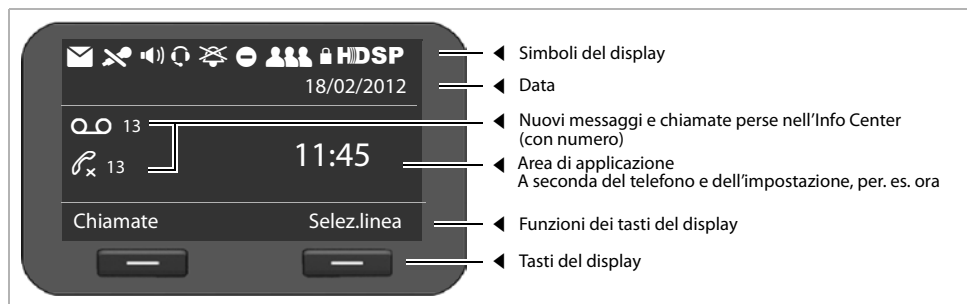 HDSP
Simboli del display
18/02/2012
Data
13
Nuovi messaggi e chiamate perse nell'Info Center
(con numero)
13
11:45
Area di applicazione
A seconda del telefono e dell'impostazione, per. es. ora
Chiamate
Selez.linea
Funzioni dei tasti del display
Tasti del display